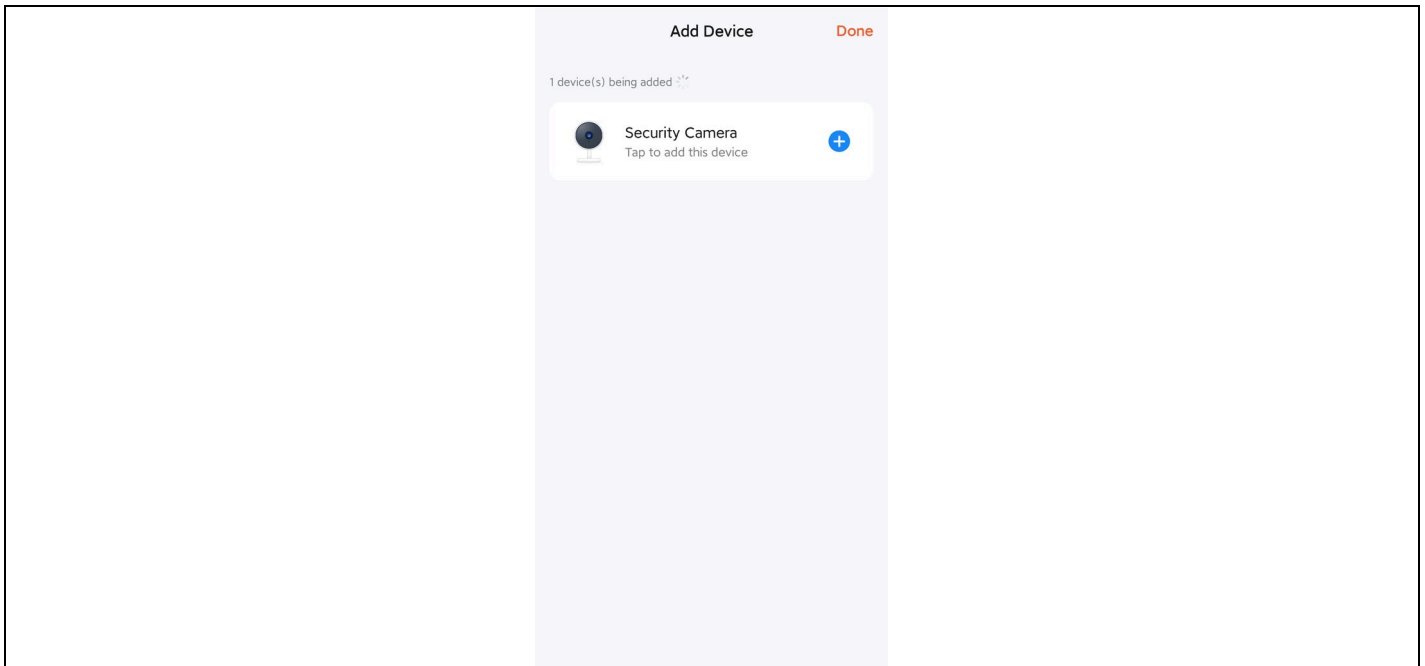 Add Device
Done
1 device(s) being added
Security Camera
Tap to add this device